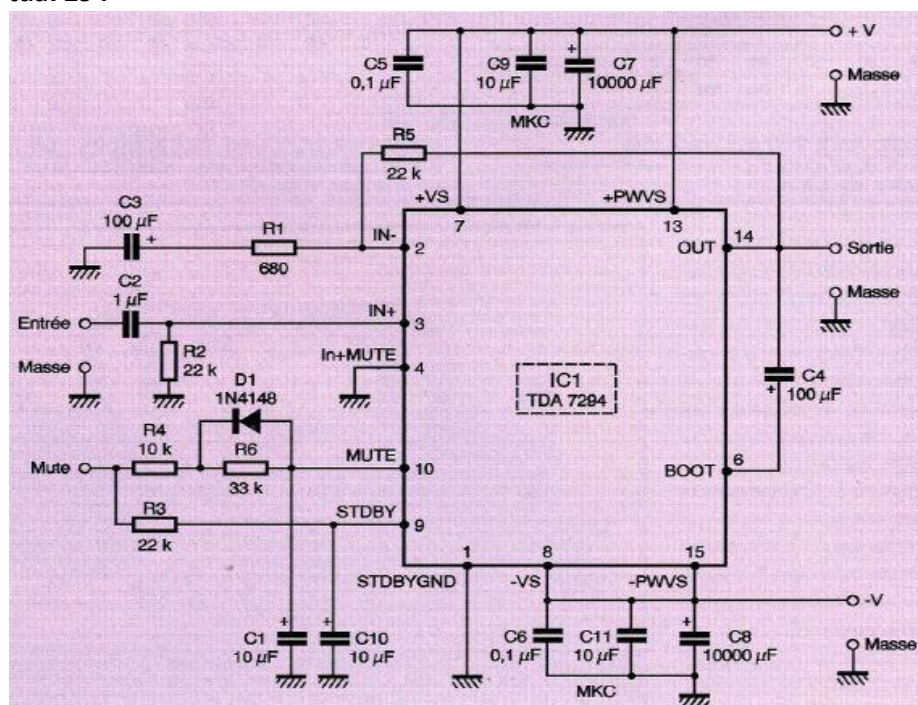 C5
0,1 µF
C9
10 µF
+
C7
10000 µF
MKC
+ V
Masse
R5
22 k
+VS
7
+PWVS
13
C3
100 µF
+
R1
680
IN-
2
OUT
14
Sortie
Masse
C2
1 µF
Entrée
IN+
3
R2
22 k
Masse
In+MUTE
4
IC1
TDA 7294
C4
+
100 µF
D1
1N4148
R4
10 k
R6
33 k
Mute
MUTE
10
BOOT
6
R3
22 k
STDBY
9
1
STDBYGND
8
-VS
15
-PWVS
-V
Masse
+
C1
10 µF
+
C10
10 µF
C6
0,1 µF
C11
10 µF
+
C8
10000 µF
MKC